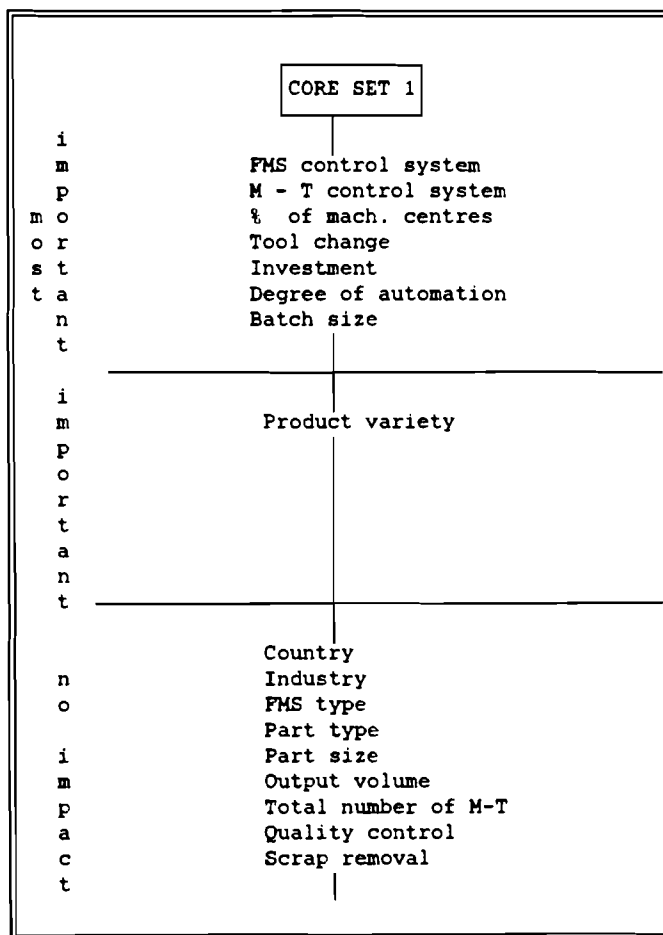 CORE SET 1
most important
FMS control system
M - T control system
% of mach. centres
Tool change
Investment
Degree of automation
Batch size
important
Product variety
no impact
Country
Industry
FMS type
Part type
Part size
Output volume
Total number of M-T
Quality control
Scrap removal